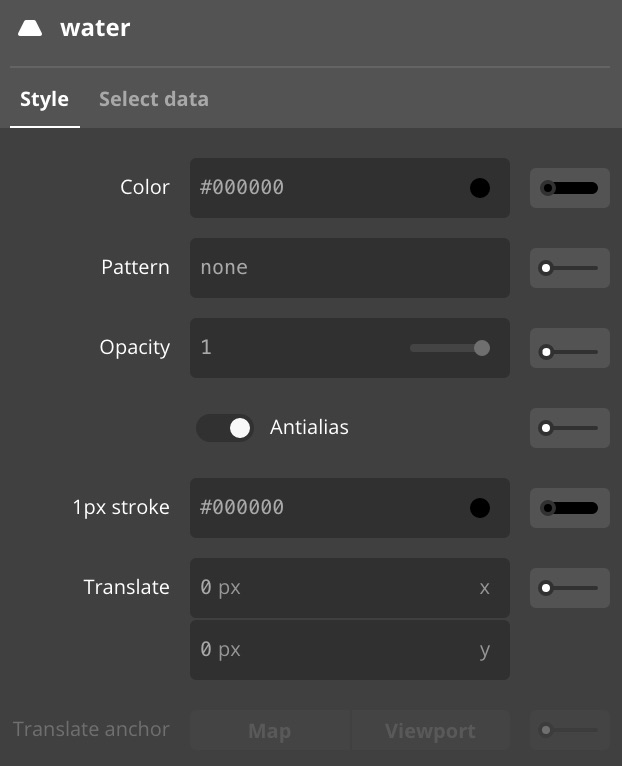 water
Style Select data
Color #000000
Pattern none
Opacity 1
Antialias
1px stroke #000000
Translate 0 px x
0 px y
Translate anchor Map Viewport